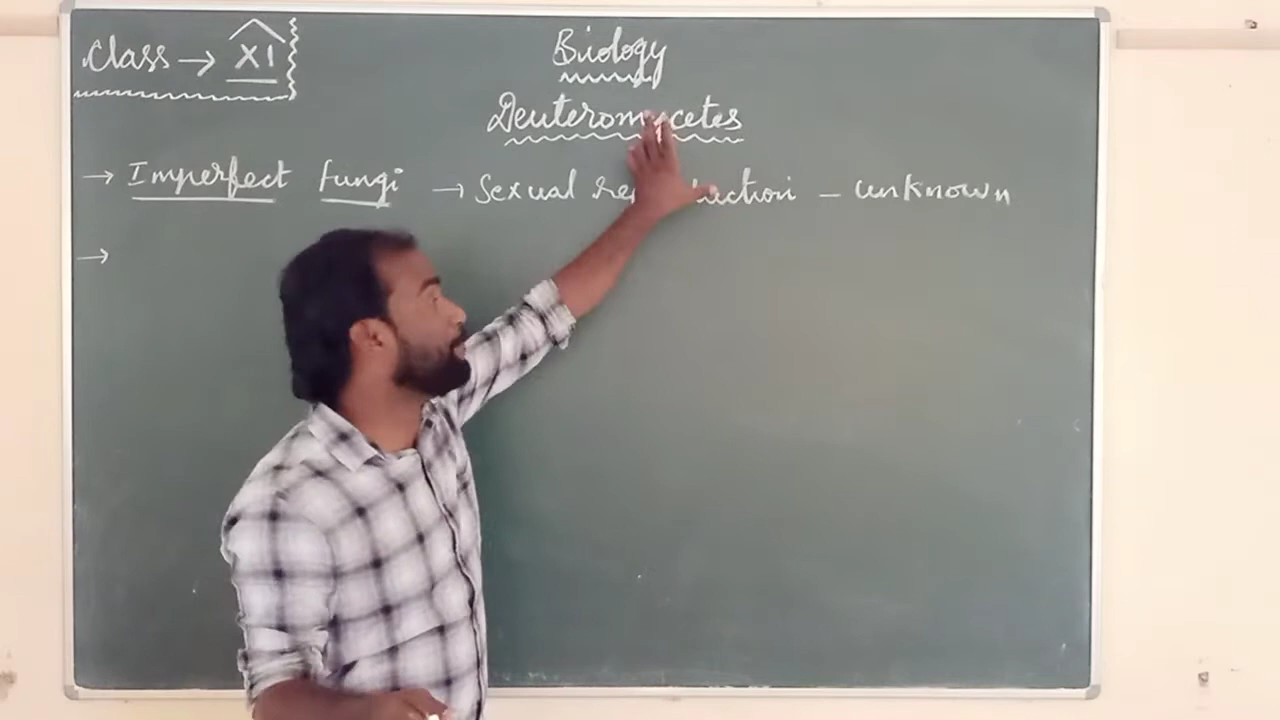 Class → XI
Biology
Deuteromycetes
→ Imperfect fungi → Sexual - unknown
→